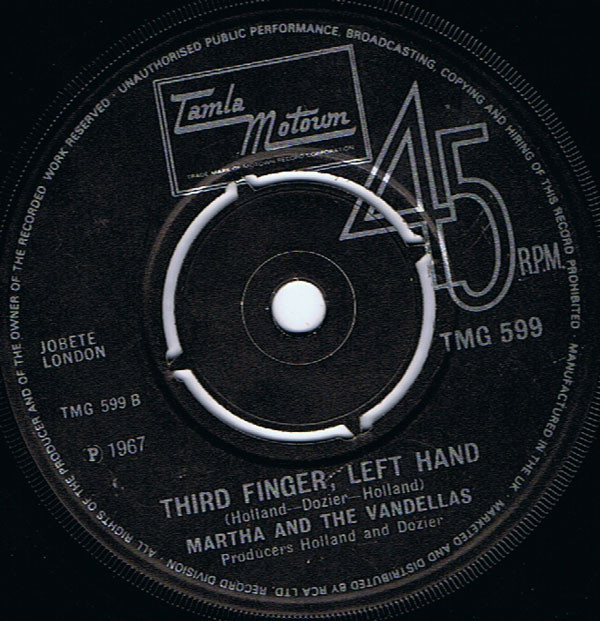 ALL RIGHTS OF THE PRODUCER AND OF THE OWNER OF THE RECORDED WORK RESERVED · UNAUTHORISED PUBLIC PERFORMANCE, BROADCASTING, COPYING AND HIRING OF THIS RECORD PROHIBITED · MANUFACTURED IN THE UK. MARKETED AND DISTRIBUTED BY RCA LTD. RECORD DIVISION.
Tamla
Motown
TRADE MARK OF MOTOWN RECORD CORPORATION
45
R.P.M.
TMG 599
JOBETE
LONDON
TMG 599 B
℗ 1967
THIRD FINGER, LEFT HAND
(Holland—Dozier—Holland)
MARTHA AND THE VANDELLAS
Producers Holland and Dozier